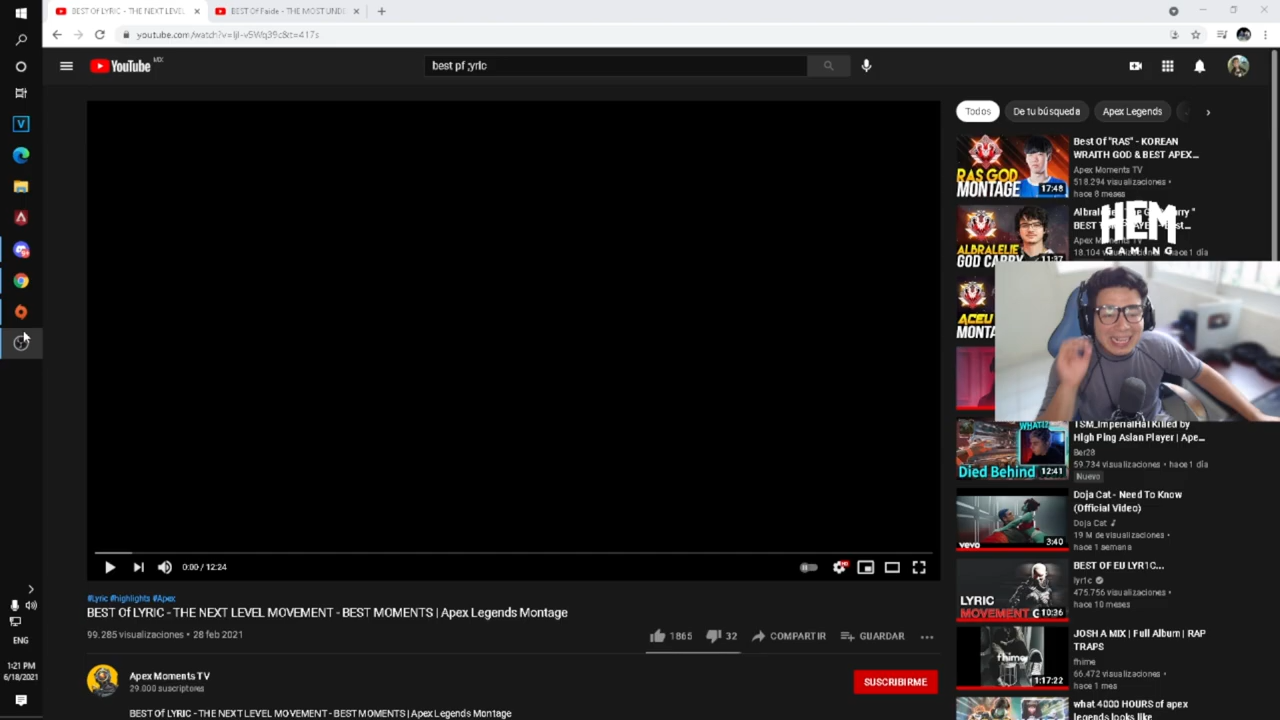 BEST Of LYRIC - THE NEXT LEVEL
BEST Of Faide - THE MOST UNDE
youtube.com/watch?v=Ijl-v5Wq39c&t=417s
YouTube MX
best pf ;yric
Todos
De tu búsqueda
Apex Legends
Best Of "RAS" - KOREAN
WRAITH GOD & BEST APEX...
Apex Moments TV
518.294 visualizaciones •
hace 8 meses
RAS GOD
MONTAGE
17:48
Albralelie
BEST
Apex
18.104 visualizaciones • hace 1 día
ALBRALELIE
GOD CARRY
11:37
HEM
GAMING
ACEU
MONTA
TSM_ImperialHal Killed by
High Ping Asian Player | Ape...
Ber28
59.734 visualizaciones • hace 1 día
Nuevo
WHATIZ
Died Behind
12:41
Doja Cat - Need To Know
(Official Video)
Doja Cat
19 M de visualizaciones •
hace 1 semana
vevo
3:40
BEST OF EU LYR1C...
lyr1c
475.756 visualizaciones •
hace 10 meses
LYRIC
MOVEMENT G
10:36
JOSH A MIX | Full Album | RAP
TRAPS
fhime
66.472 visualizaciones •
hace 1 mes
fhime
1:17:22
what 4000 HOURS of apex
legends looks like
0:00 / 12:24
#Lyric #highlights #Apex
BEST Of LYRIC - THE NEXT LEVEL MOVEMENT - BEST MOMENTS | Apex Legends Montage
99.285 visualizaciones • 28 feb 2021
1865
32
COMPARTIR
GUARDAR
Apex Moments TV
29.000 suscriptores
SUSCRIBIRME
BEST Of LYRIC - THE NEXT LEVEL MOVEMENT - BEST MOMENTS | Apex Legends Montage
ENG
1:21 PM
6/18/2021